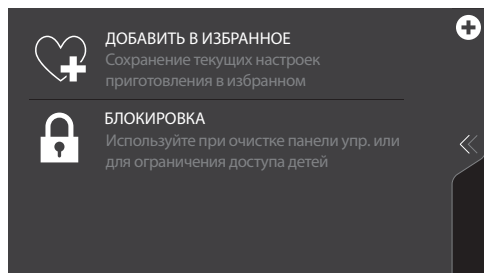 ДОБАВИТЬ В ИЗБРАННОЕ
Сохранение текущих настроек
приготовления в избранном
БЛОКИРОВКА
Используйте при очистке панели упр. или
для ограничения доступа детей